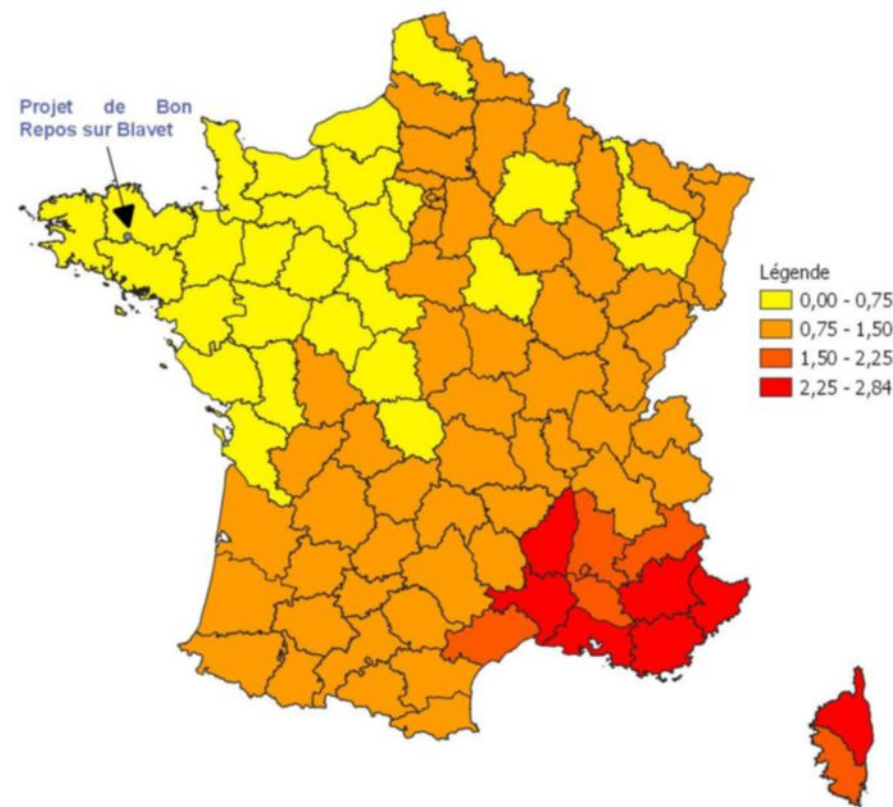 Projet de Bon
Repos sur Blavet
Légende
0,00 - 0,75
0,75 - 1,50
1,50 - 2,25
2,25 - 2,84